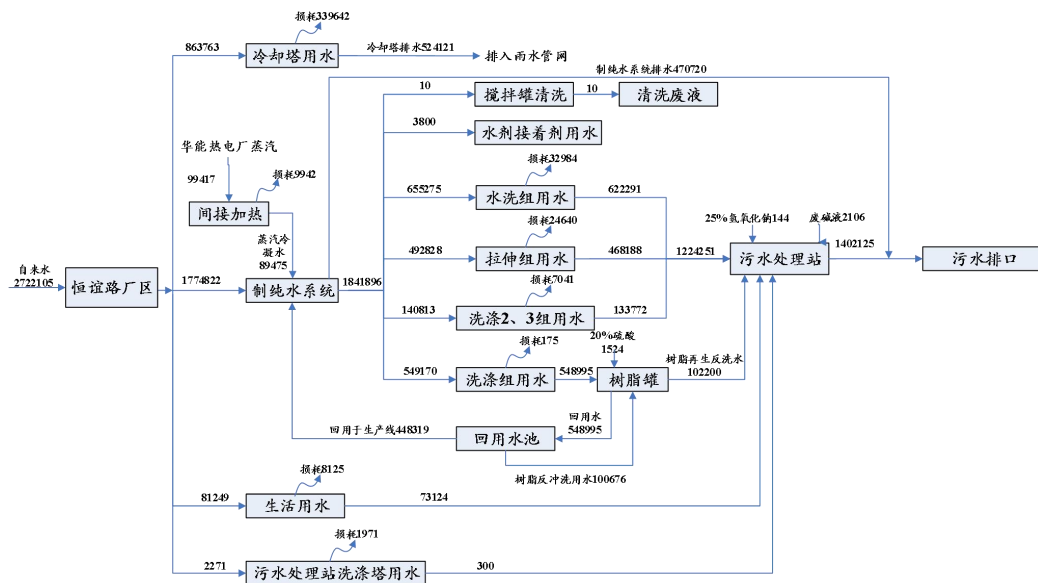 损耗339642
863763
冷却塔用水
冷却塔排水524121
排入雨水管网
制纯水系统排水470720
10
搅拌罐清洗
10
清洗废液
3800
水剂接着剂用水
华能热电厂蒸汽
99417
损耗9942
间接加热
损耗32984
655275
水洗组用水
622291
蒸汽冷
凝水
89475
损耗24640
492828
拉伸组用水
468188
1224251
25%氢氧化钠144
废碱液2106
污水处理站
1402125
污水排口
自来水
2722105
恒谊路厂区
1774822
制纯水系统
1841896
损耗7041
140813
洗涤2、3组用水
133772
损耗175
549170
洗涤组用水
548995
20%硫酸
1524
树脂罐
树脂再生反洗水
102200
回用于生产线448319
回用水池
回用水
548995
树脂反冲洗用水100676
损耗8125
81249
生活用水
73124
损耗1971
2271
污水处理站洗涤塔用水
300